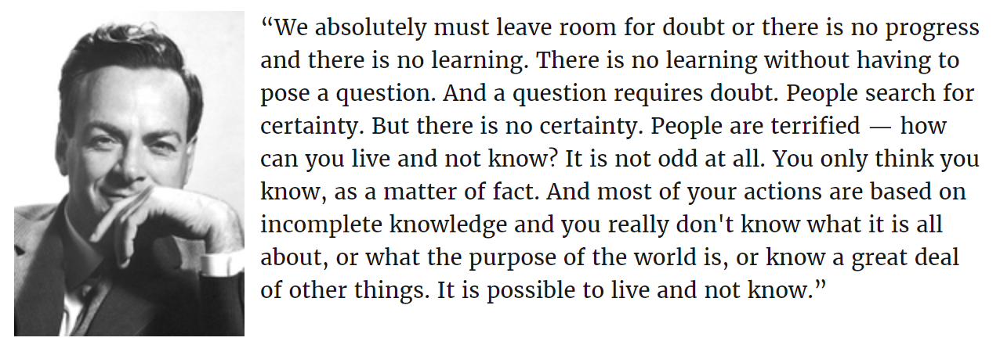 “We absolutely must leave room for doubt or there is no progress
and there is no learning. There is no learning without having to
pose a question. And a question requires doubt. People search for
certainty. But there is no certainty. People are terrified — how
can you live and not know? It is not odd at all. You only think you
know, as a matter of fact. And most of your actions are based on
incomplete knowledge and you really don't know what it is all
about, or what the purpose of the world is, or know a great deal
of other things. It is possible to live and not know.”